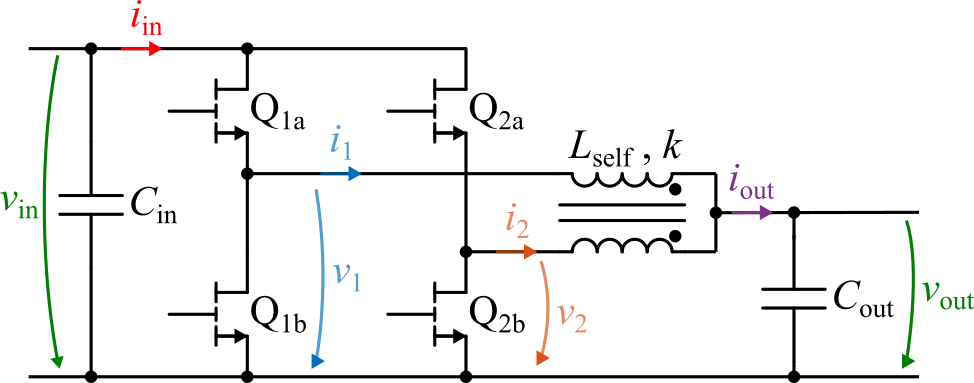 i_in
Q_1a
Q_2a
i_1
L_self , k
i_out
v_in
C_in
i_2
v_1
Q_1b
Q_2b
v_2
C_out
v_out